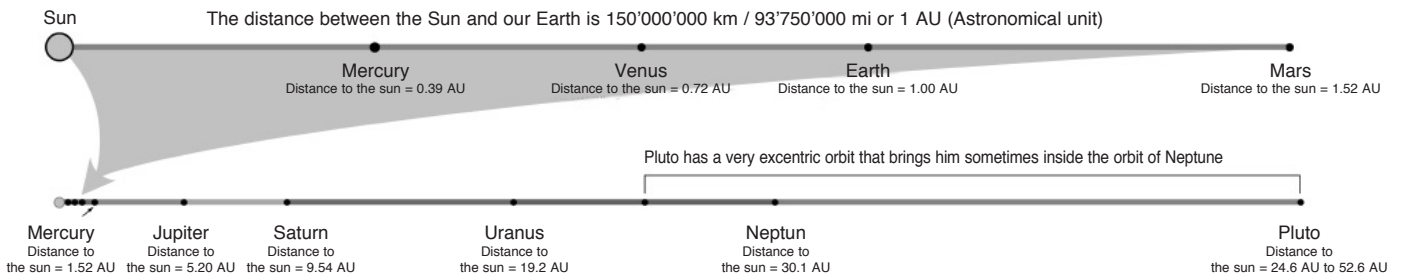 Sun
The distance between the Sun and our Earth is 150'000'000 km / 93'750'000 mi or 1 AU (Astronomical unit)
Mercury
Distance to the sun = 0.39 AU
Venus
Distance to the sun = 0.72 AU
Earth
Distance to the sun = 1.00 AU
Mars
Distance to the sun = 1.52 AU
Pluto has a very excentric orbit that brings him sometimes inside the orbit of Neptune
Mercury
Distance to
the sun = 1.52 AU
Jupiter
Distance to
the sun = 5.20 AU
Saturn
Distance to
the sun = 9.54 AU
Uranus
Distance to
the sun = 19.2 AU
Neptun
Distance to
the sun = 30.1 AU
Pluto
Distance to
the sun = 24.6 AU to 52.6 AU